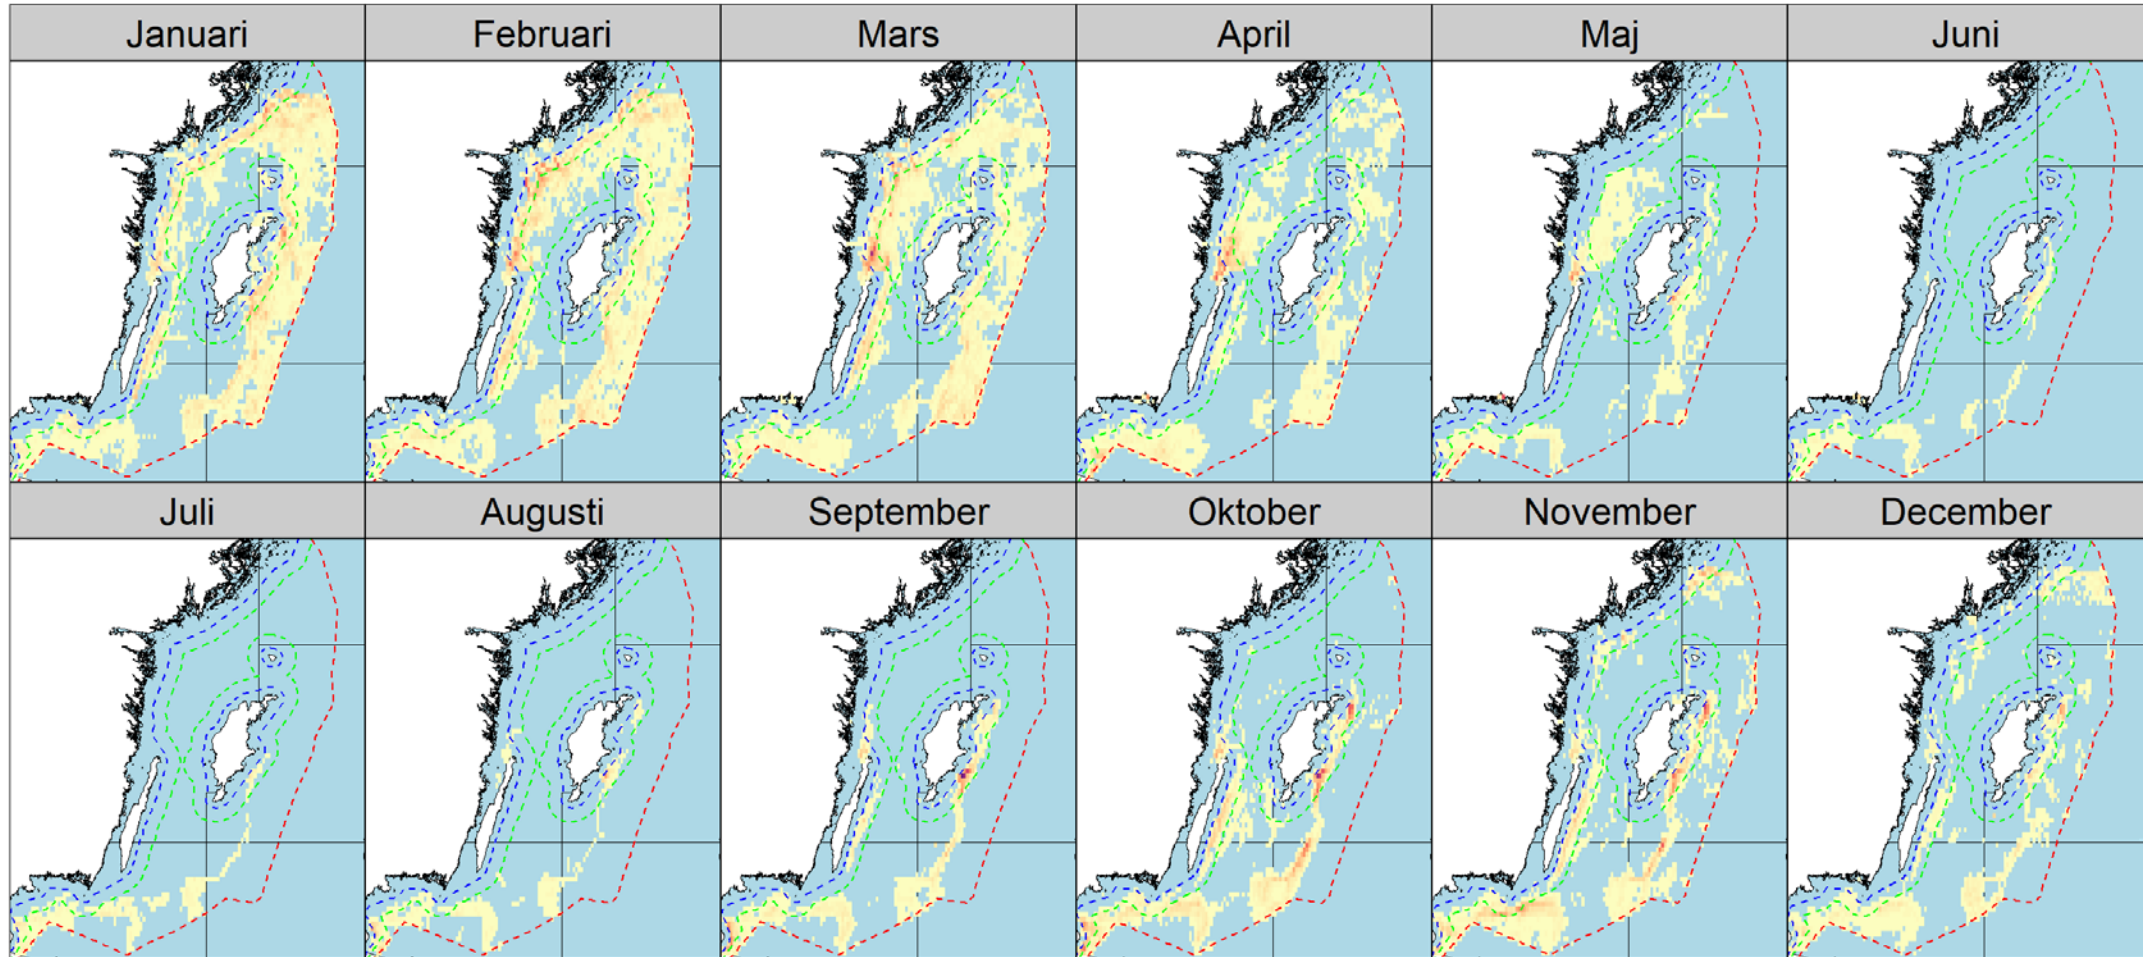 Januari
Februari
Mars
April
Maj
Juni
Juli
Augusti
September
Oktober
November
December